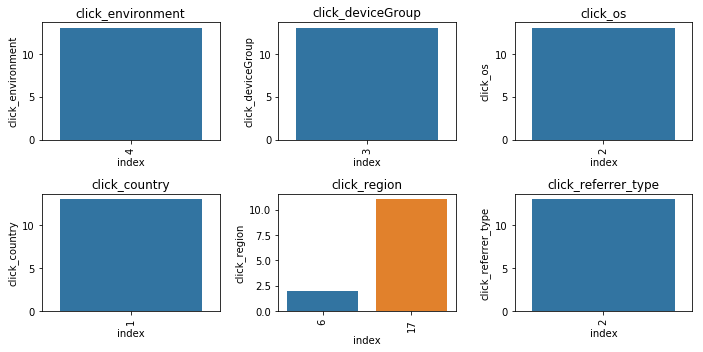 click_environment
click_environment
10
5
0
4
index
click_deviceGroup
click_deviceGroup
10
5
0
3
index
click_os
click_os
10
5
0
2
index
click_country
click_country
10
5
0
1
index
click_region
click_region
10.0
7.5
5.0
2.5
0.0
6 17
index
click_referrer_type
click_referrer_type
10
5
0
2
index